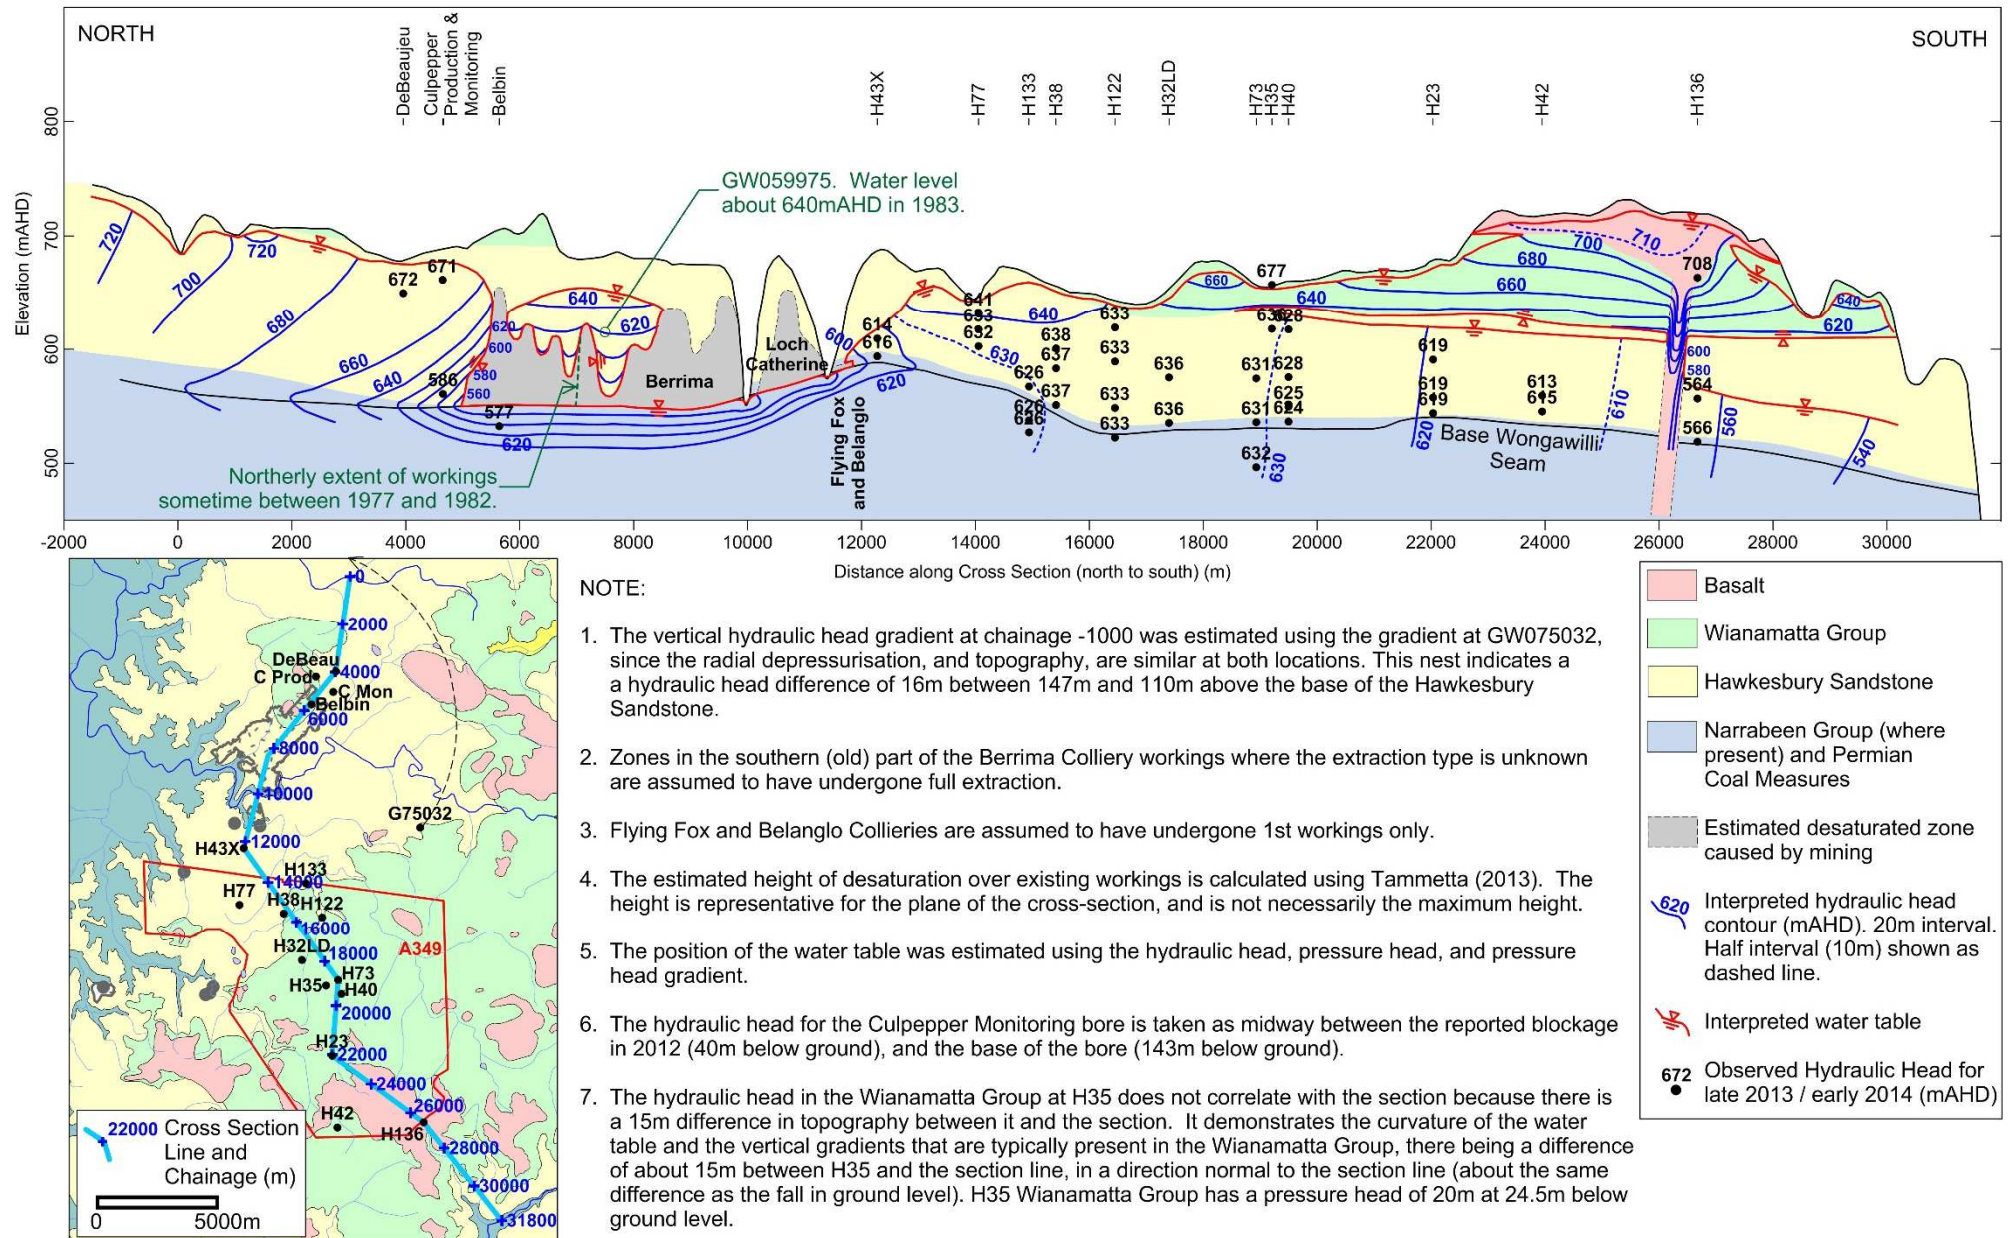 NORTH
SOUTH
DeBeaujeu
Culpepper
Production &
Monitoring
Belbin
H43X
H77
H133
H38
H122
H32LD
H73
H35
H40
H23
H42
H136
GW059975. Water level
about 640mAHD in 1983.
Elevation (mAHD)
800
700
600
500
720
700
720
680
660
640
672
671
586
577
620
600
580
560
620
640
620
Berrima
Loch
Catherine
Flying Fox
and Belanglo
Northerly extent of workings
sometime between 1977 and 1982.
600
614
616
620
630
641
633
632
640
626
626
626
638
637
637
633
633
633
633
636
636
660
677
640
636
631
631
632
630
628
628
625
624
619
619
619
620
613
615
610
700
710
680
660
708
600
580
564
566
560
540
640
620
Base Wongawilli
Seam
-2000
0
2000
4000
6000
8000
10000
12000
14000
16000
18000
20000
22000
24000
26000
28000
30000
Distance along Cross Section (north to south) (m)
0
2000
DeBeau
4000
C Prod
C Mon
Belbin
6000
8000
10000
G75032
12000
H43X
H133
14000
H77
H38
H122
16000
H32LD
A349
18000
H73
H35
H40
20000
H23
22000
24000
26000
H42
H136
28000
30000
31800
22000 Cross Section
Line and
Chainage (m)
0
5000m
NOTE:
1. The vertical hydraulic head gradient at chainage -1000 was estimated using the gradient at GW075032,
since the radial depressurisation, and topography, are similar at both locations. This nest indicates a
a hydraulic head difference of 16m between 147m and 110m above the base of the Hawkesbury
Sandstone.
2. Zones in the southern (old) part of the Berrima Colliery workings where the extraction type is unknown
are assumed to have undergone full extraction.
3. Flying Fox and Belanglo Collieries are assumed to have undergone 1st workings only.
4. The estimated height of desaturation over existing workings is calculated using Tammetta (2013). The
height is representative for the plane of the cross-section, and is not necessarily the maximum height.
5. The position of the water table was estimated using the hydraulic head, pressure head, and pressure
head gradient.
6. The hydraulic head for the Culpepper Monitoring bore is taken as midway between the reported blockage
in 2012 (40m below ground), and the base of the bore (143m below ground).
7. The hydraulic head in the Wianamatta Group at H35 does not correlate with the section because there is
a 15m difference in topography between it and the section. It demonstrates the curvature of the water
table and the vertical gradients that are typically present in the Wianamatta Group, there being a difference
of about 15m between H35 and the section line, in a direction normal to the section line (about the same
difference as the fall in ground level). H35 Wianamatta Group has a pressure head of 20m at 24.5m below
ground level.
Basalt
Wianamatta Group
Hawkesbury Sandstone
Narrabeen Group (where
present) and Permian
Coal Measures
Estimated desaturated zone
caused by mining
620
Interpreted hydraulic head
contour (mAHD). 20m interval.
Half interval (10m) shown as
dashed line.
Interpreted water table
672
Observed Hydraulic Head for
late 2013 / early 2014 (mAHD)